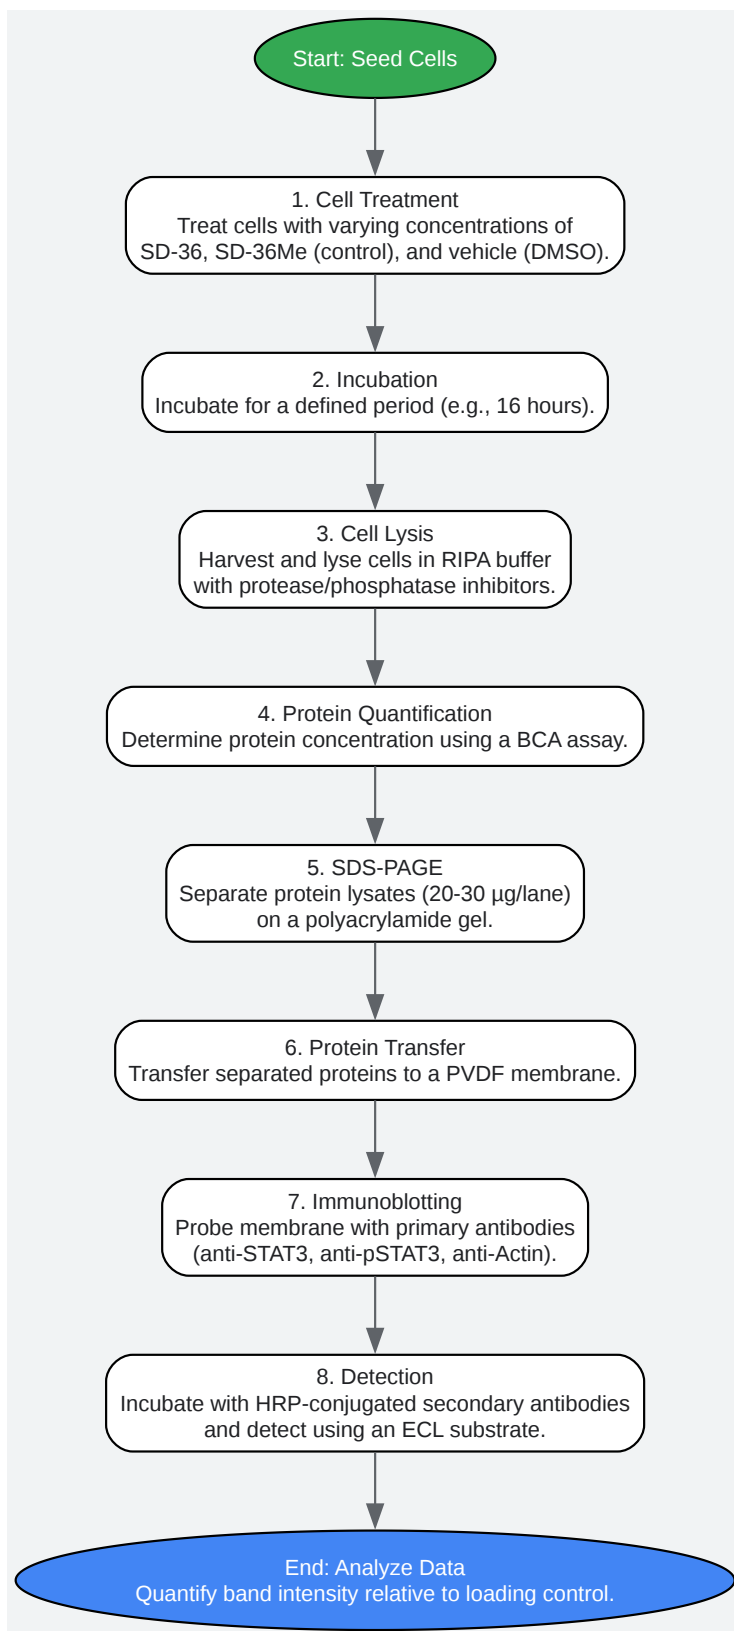 Start: Seed Cells
1. Cell Treatment
Treat cells with varying concentrations of
SD-36, SD-36Me (control), and vehicle (DMSO).
2. Incubation
Incubate for a defined period (e.g., 16 hours).
3. Cell Lysis
Harvest and lyse cells in RIPA buffer
with protease/phosphatase inhibitors.
4. Protein Quantification
Determine protein concentration using a BCA assay.
5. SDS-PAGE
Separate protein lysates (20-30 µg/lane)
on a polyacrylamide gel.
6. Protein Transfer
Transfer separated proteins to a PVDF membrane.
7. Immunoblotting
Probe membrane with primary antibodies
(anti-STAT3, anti-pSTAT3, anti-Actin).
8. Detection
Incubate with HRP-conjugated secondary antibodies
and detect using an ECL substrate.
End: Analyze Data
Quantify band intensity relative to loading control.